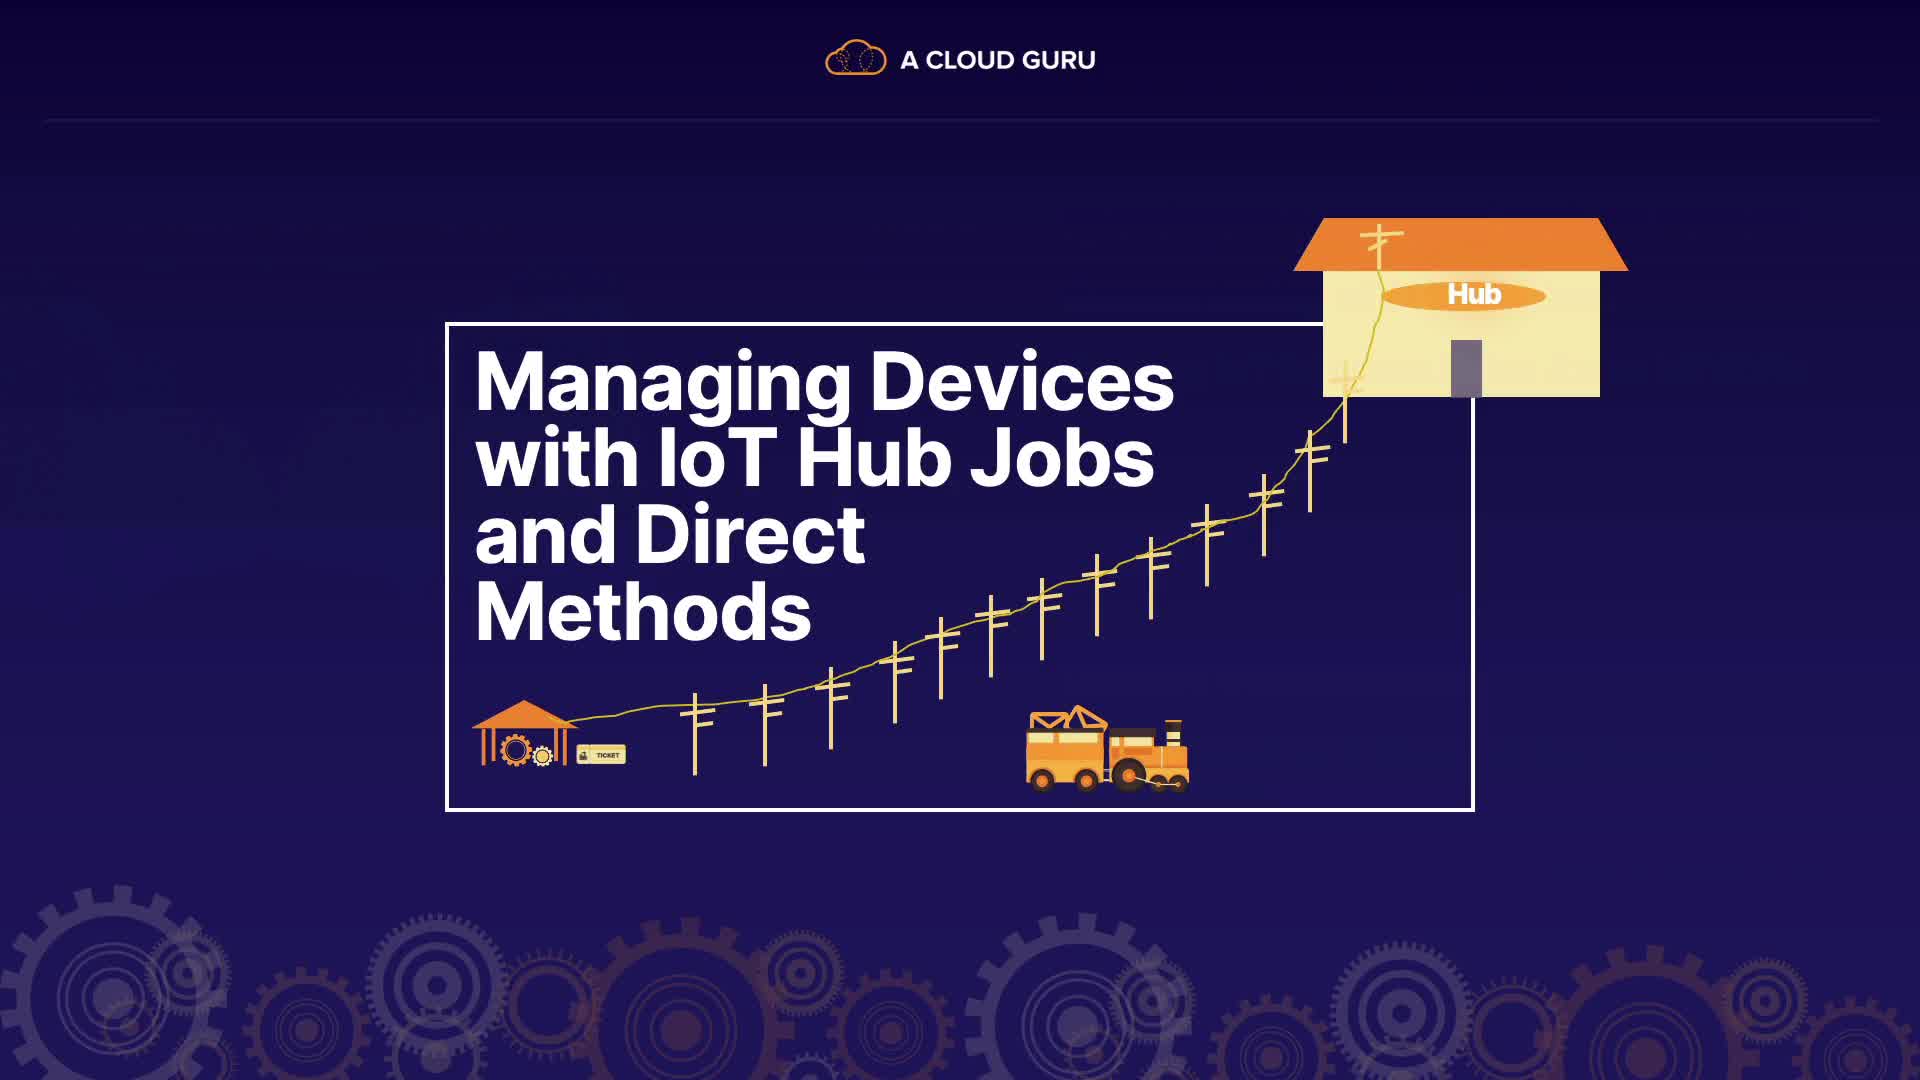 A CLOUD GURU
Hub
Managing Devices
with IoT Hub Jobs
and Direct
Methods
TICKET